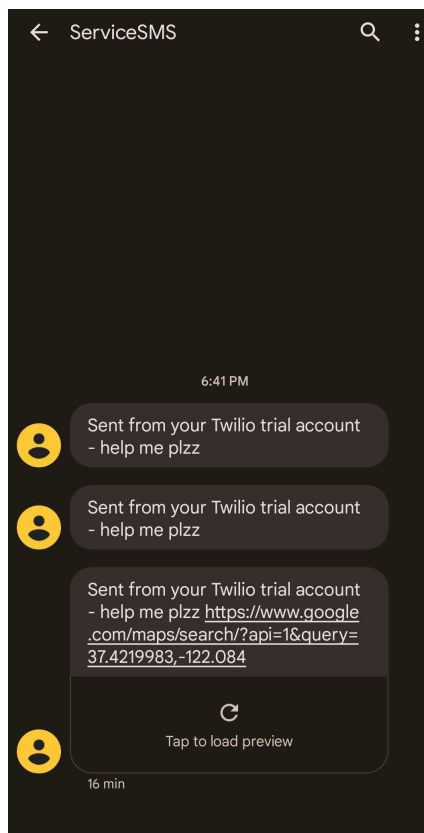 ServiceSMS
6:41 PM
Sent from your Twilio trial account
- help me plzz
Sent from your Twilio trial account
- help me plzz
Sent from your Twilio trial account
- help me plzz https://www.google
.com/maps/search/?api=1&query=
37.4219983,-122.084
Tap to load preview
16 min